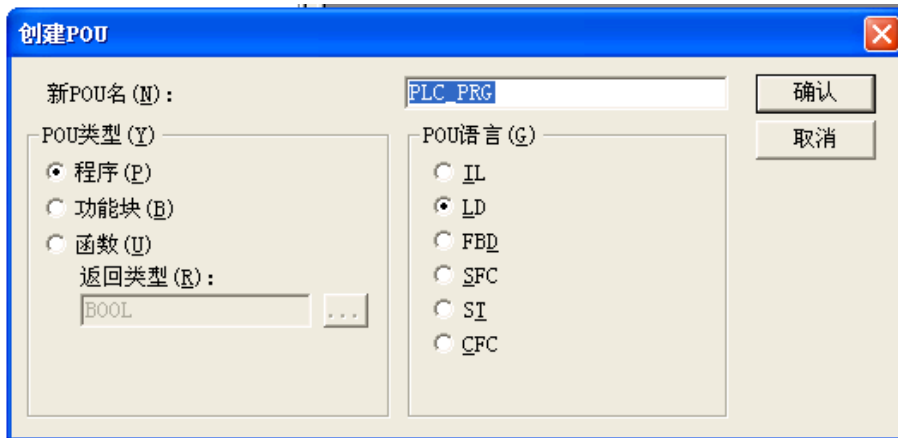 创建POU
新POU名(N):
PLC_PRG
确认
取消
POU类型(Y)
程序(P)
功能块(B)
函数(U)
返回类型(R):
BOOL
...
POU语言(G)
IL
LD
FBD
SFC
ST
CFC